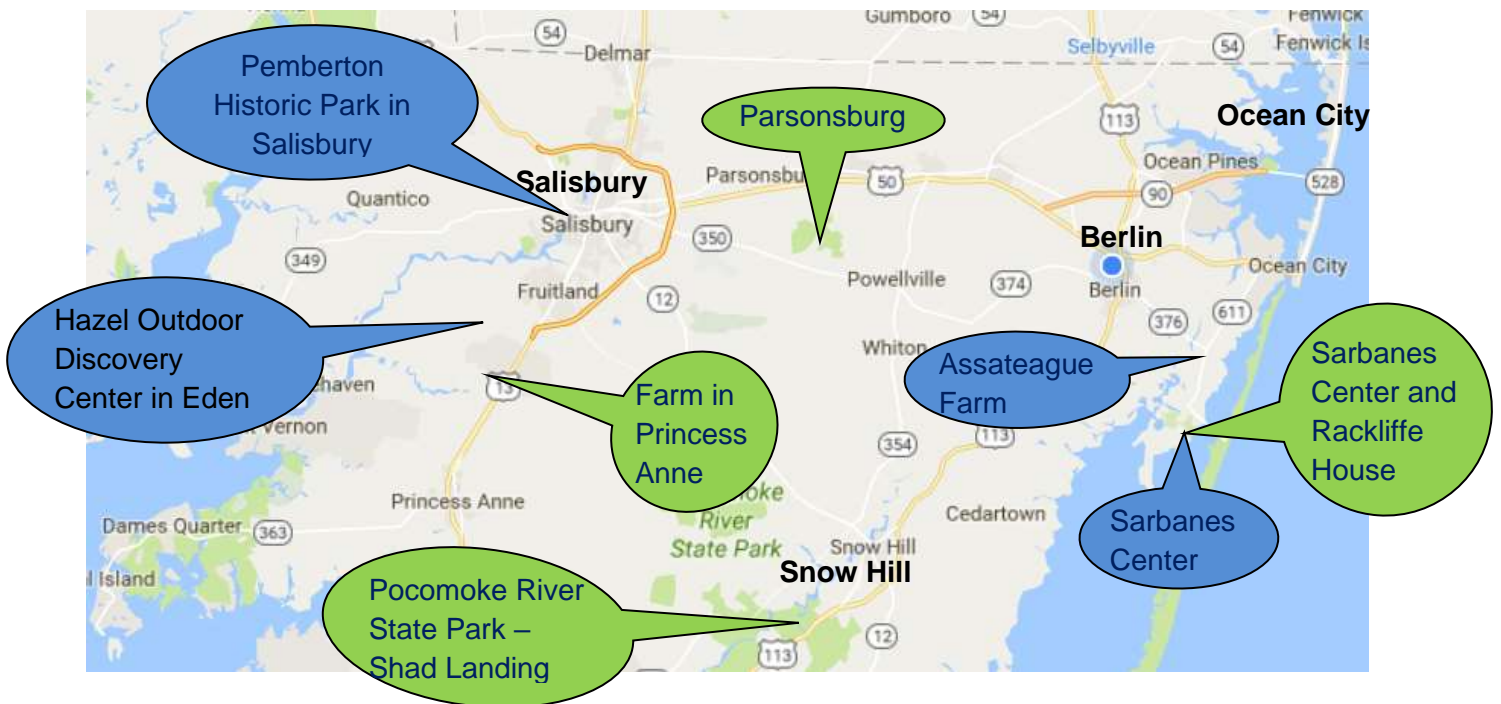 Gumboro
54
Fenwick
54
Delmar
Selbyville
54
Fenwick Is
Pemberton
Historic Park in
Salisbury
Parsonsburg
113
Ocean City
Ocean Pines
Salisbury
Parsonsbu
50
528
90
Quantico
Salisbury
350
Berlin
349
Powellville
374
Berlin
Ocean City
Fruitland
12
376
611
Hazel Outdoor
Discovery
Center in Eden
Whiton
Assateague
Farm
Sarbanes
Center and
Rackliffe
House
13
Farm in
Princess
Anne
ehaven
Vernon
113
354
Princess Anne
oke
River
State Park
Cedartown
Sarbanes
Center
Dames Quarter
363
Snow Hill
Snow Hill
Island
Pocomoke River
State Park –
Shad Landing
12
113